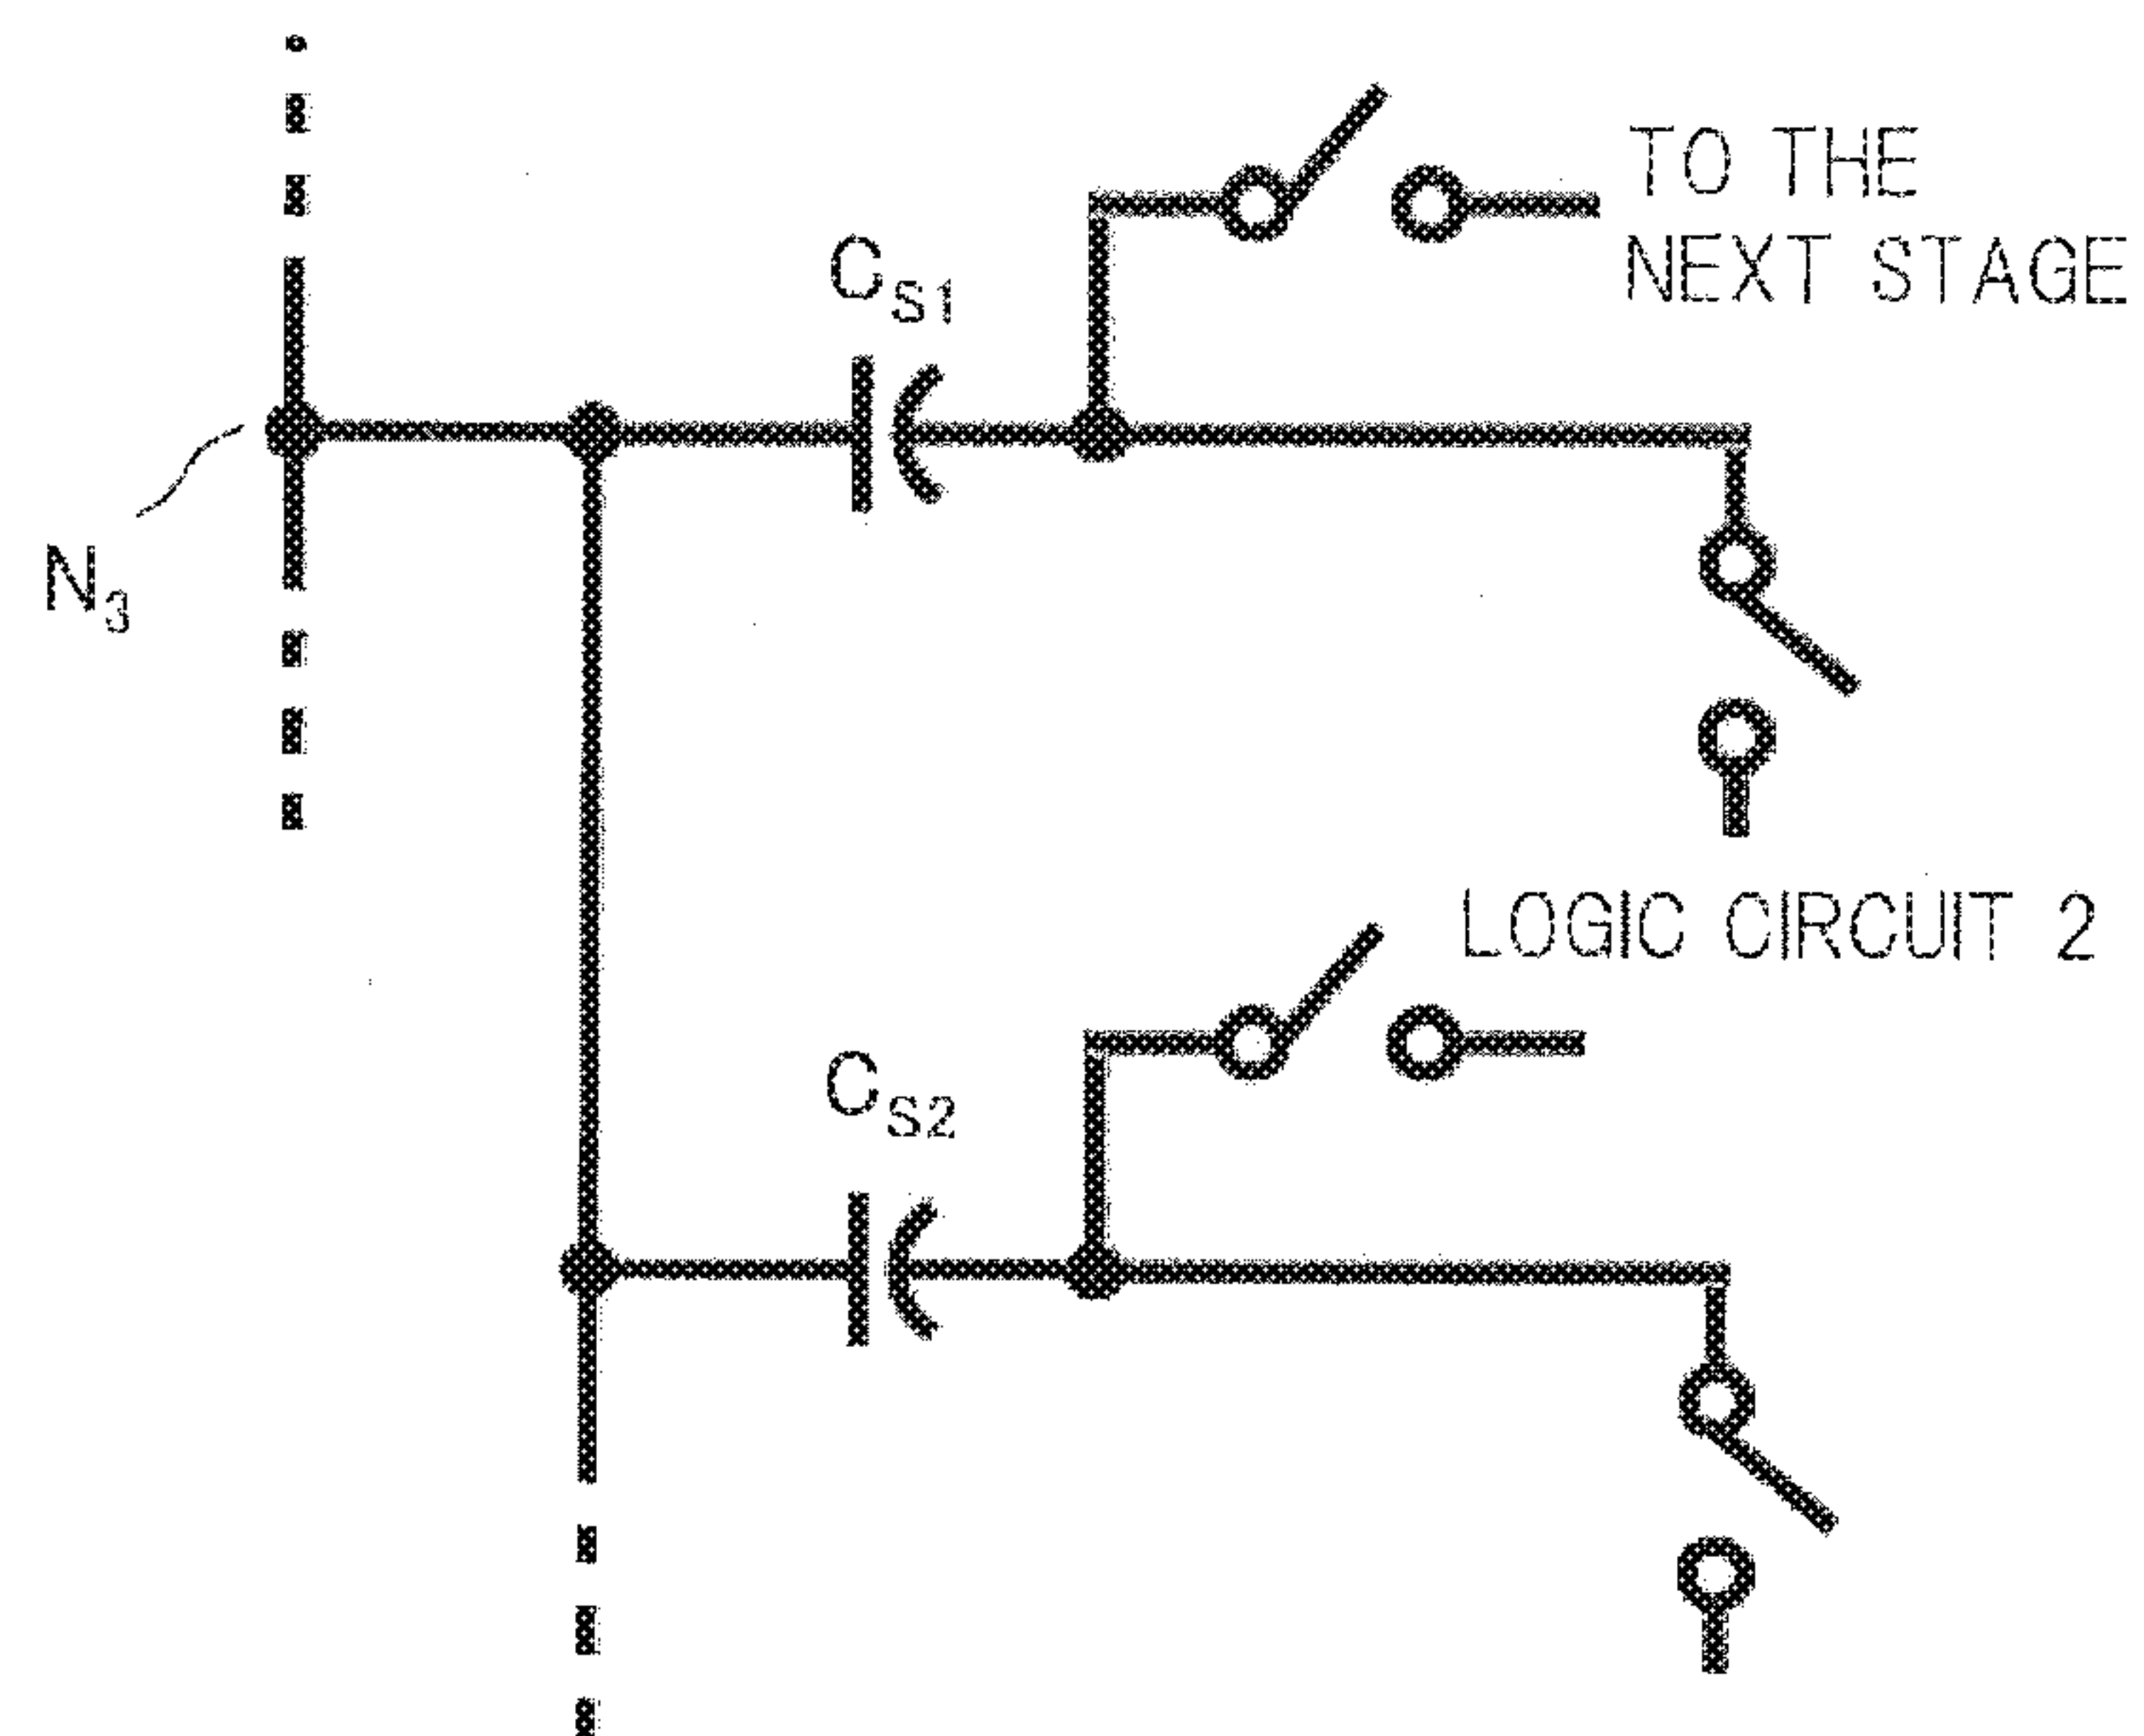 TO THE
NEXT STAGE
C_S1
N_3
LOGIC CIRCUIT 2
C_S2